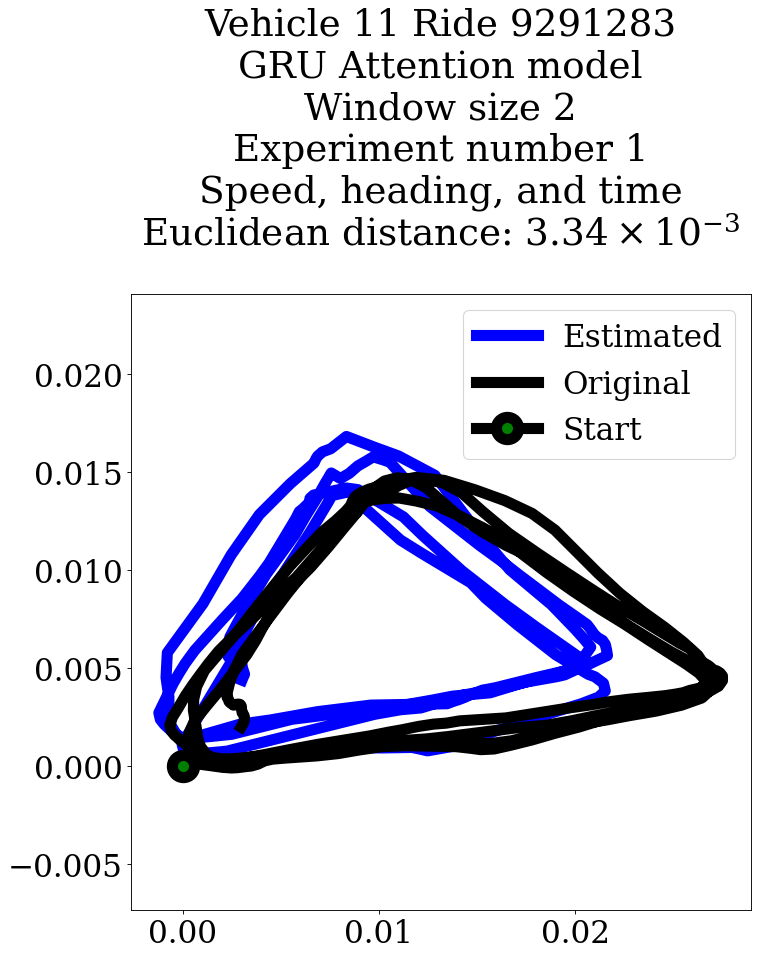 Vehicle 11 Ride 9291283
GRU Attention model
Window size 2
Experiment number 1
Speed, heading, and time
Euclidean distance: 3.34 × 10⁻³
Estimated
Original
Start
0.020
0.015
0.010
0.005
0.000
−0.005
0.00 0.01 0.02